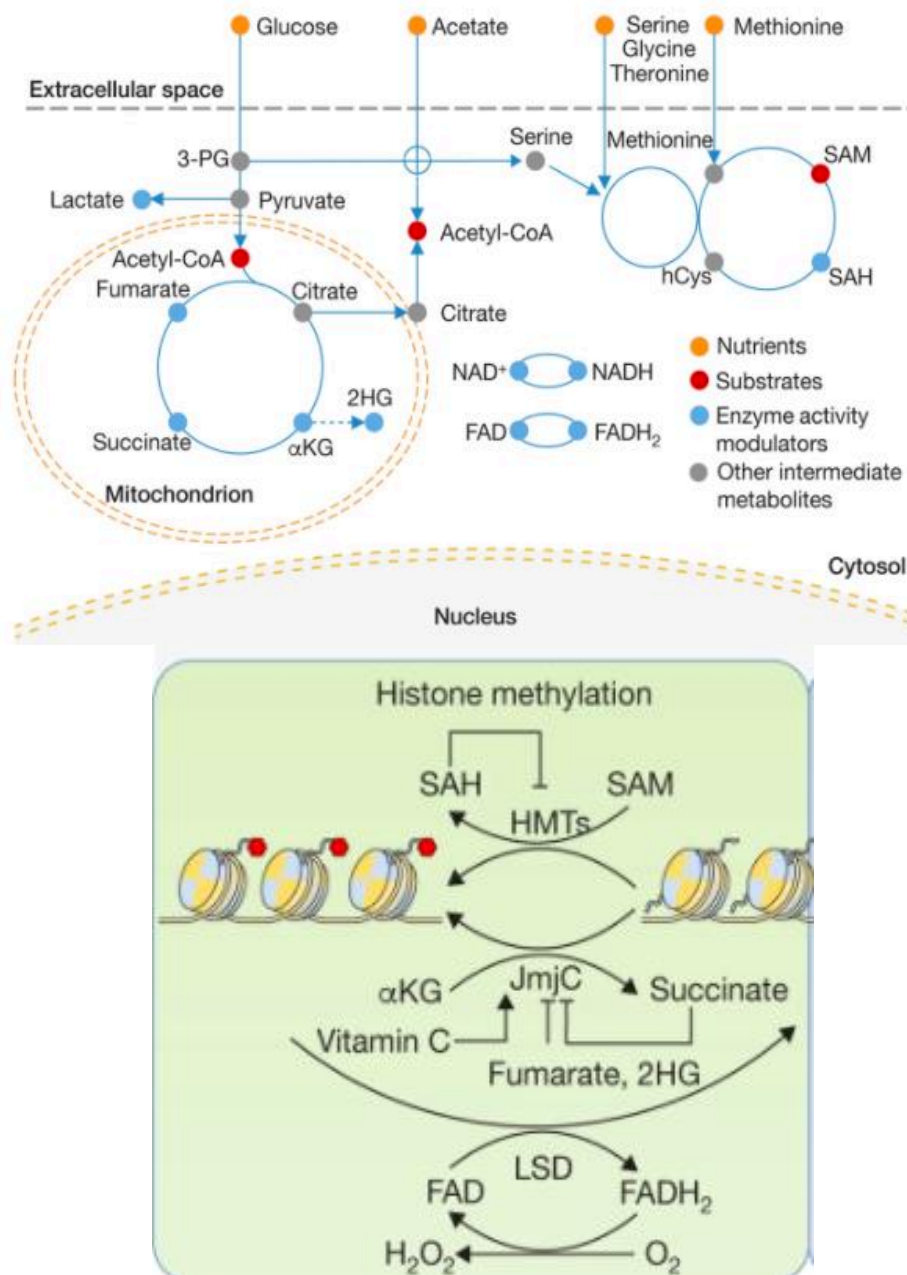 Glucose
Acetate
Serine
Glycine
Theronine
Methionine
Extracellular space
3-PG
Serine
Methionine
SAM
Lactate
Pyruvate
Acetyl-CoA
Acetyl-CoA
hCys
SAH
Fumarate
Citrate
Citrate
NAD+
NADH
Nutrients
Substrates
2HG
Succinate
αKG
FAD
FADH₂
Enzyme activity
modulators
Other intermediate
metabolites
Mitochondrion
Cytosol
Nucleus
Histone methylation
SAH
SAM
HMTs
αKG
JmjC
Succinate
Vitamin C
Fumarate, 2HG
LSD
FAD
FADH₂
H₂O₂
O₂